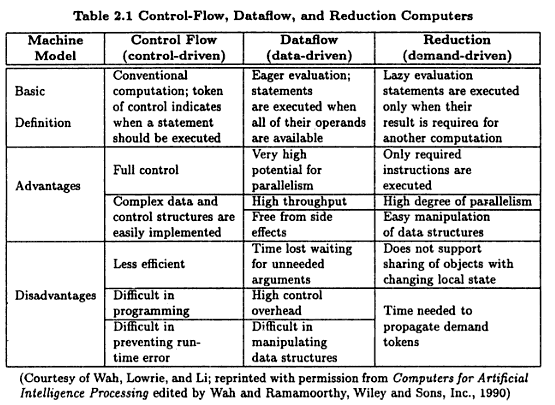 Table 2.1 Control-Flow, Dataflow, and Reduction Computers
Machine Model
Control Flow (control-driven)
Dataflow (data-driven)
Reduction (demand-driven)
Basic Definition
Conventional
computation; token
of control indicates
when a statement
should be executed
Eager evaluation;
statements
are executed when
all of their operands
are available
Lazy evaluation
statements are executed
only when their
result is required for
another computation
Advantages
Full control
Very high
potential for
parallelism
Only required
instructions are
executed
Complex data and
control structures are
easily implemented
High throughput
High degree of parallelism
Free from side
effects
Easy manipulation
of data structures
Disadvantages
Less efficient
Time lost waiting
for unneeded
arguments
Does not support
sharing of objects with
changing local state
Difficult in
programming
High control
overhead
Time needed to
propagate demand
tokens
Difficult in
preventing run-
time error
Difficult in
manipulating
data structures
(Courtesy of Wah, Lowrie, and Li; reprinted with permission from Computers for Artificial
Intelligence Processing edited by Wah and Ramamoorthy, Wiley and Sons, Inc., 1990)